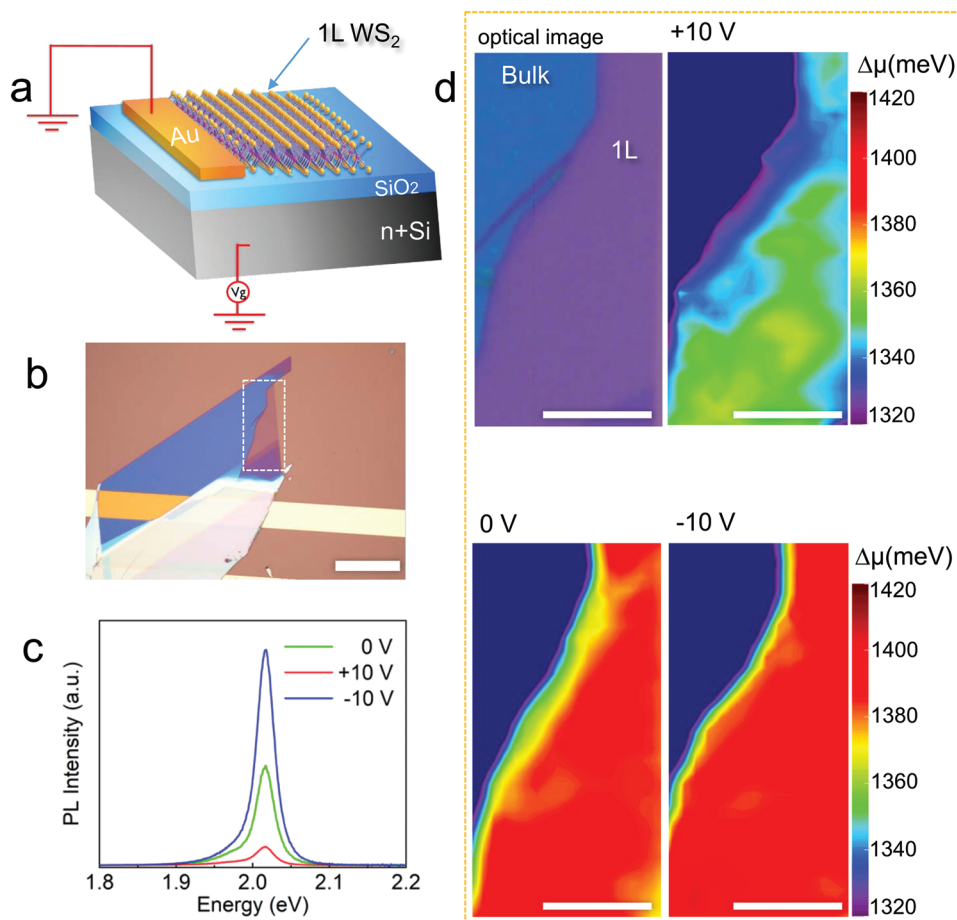 a
1L WS2
Au
SiO2
n+Si
Vg
b
c
PL Intensity (a.u.)
0 V
+10 V
-10 V
1.8 1.9 2.0 2.1 2.2
Energy (eV)
d
optical image
Bulk
1L
+10 V
Δμ(meV)
1420
1400
1380
1360
1340
1320
0 V
-10 V
Δμ(meV)
1420
1400
1380
1360
1340
1320